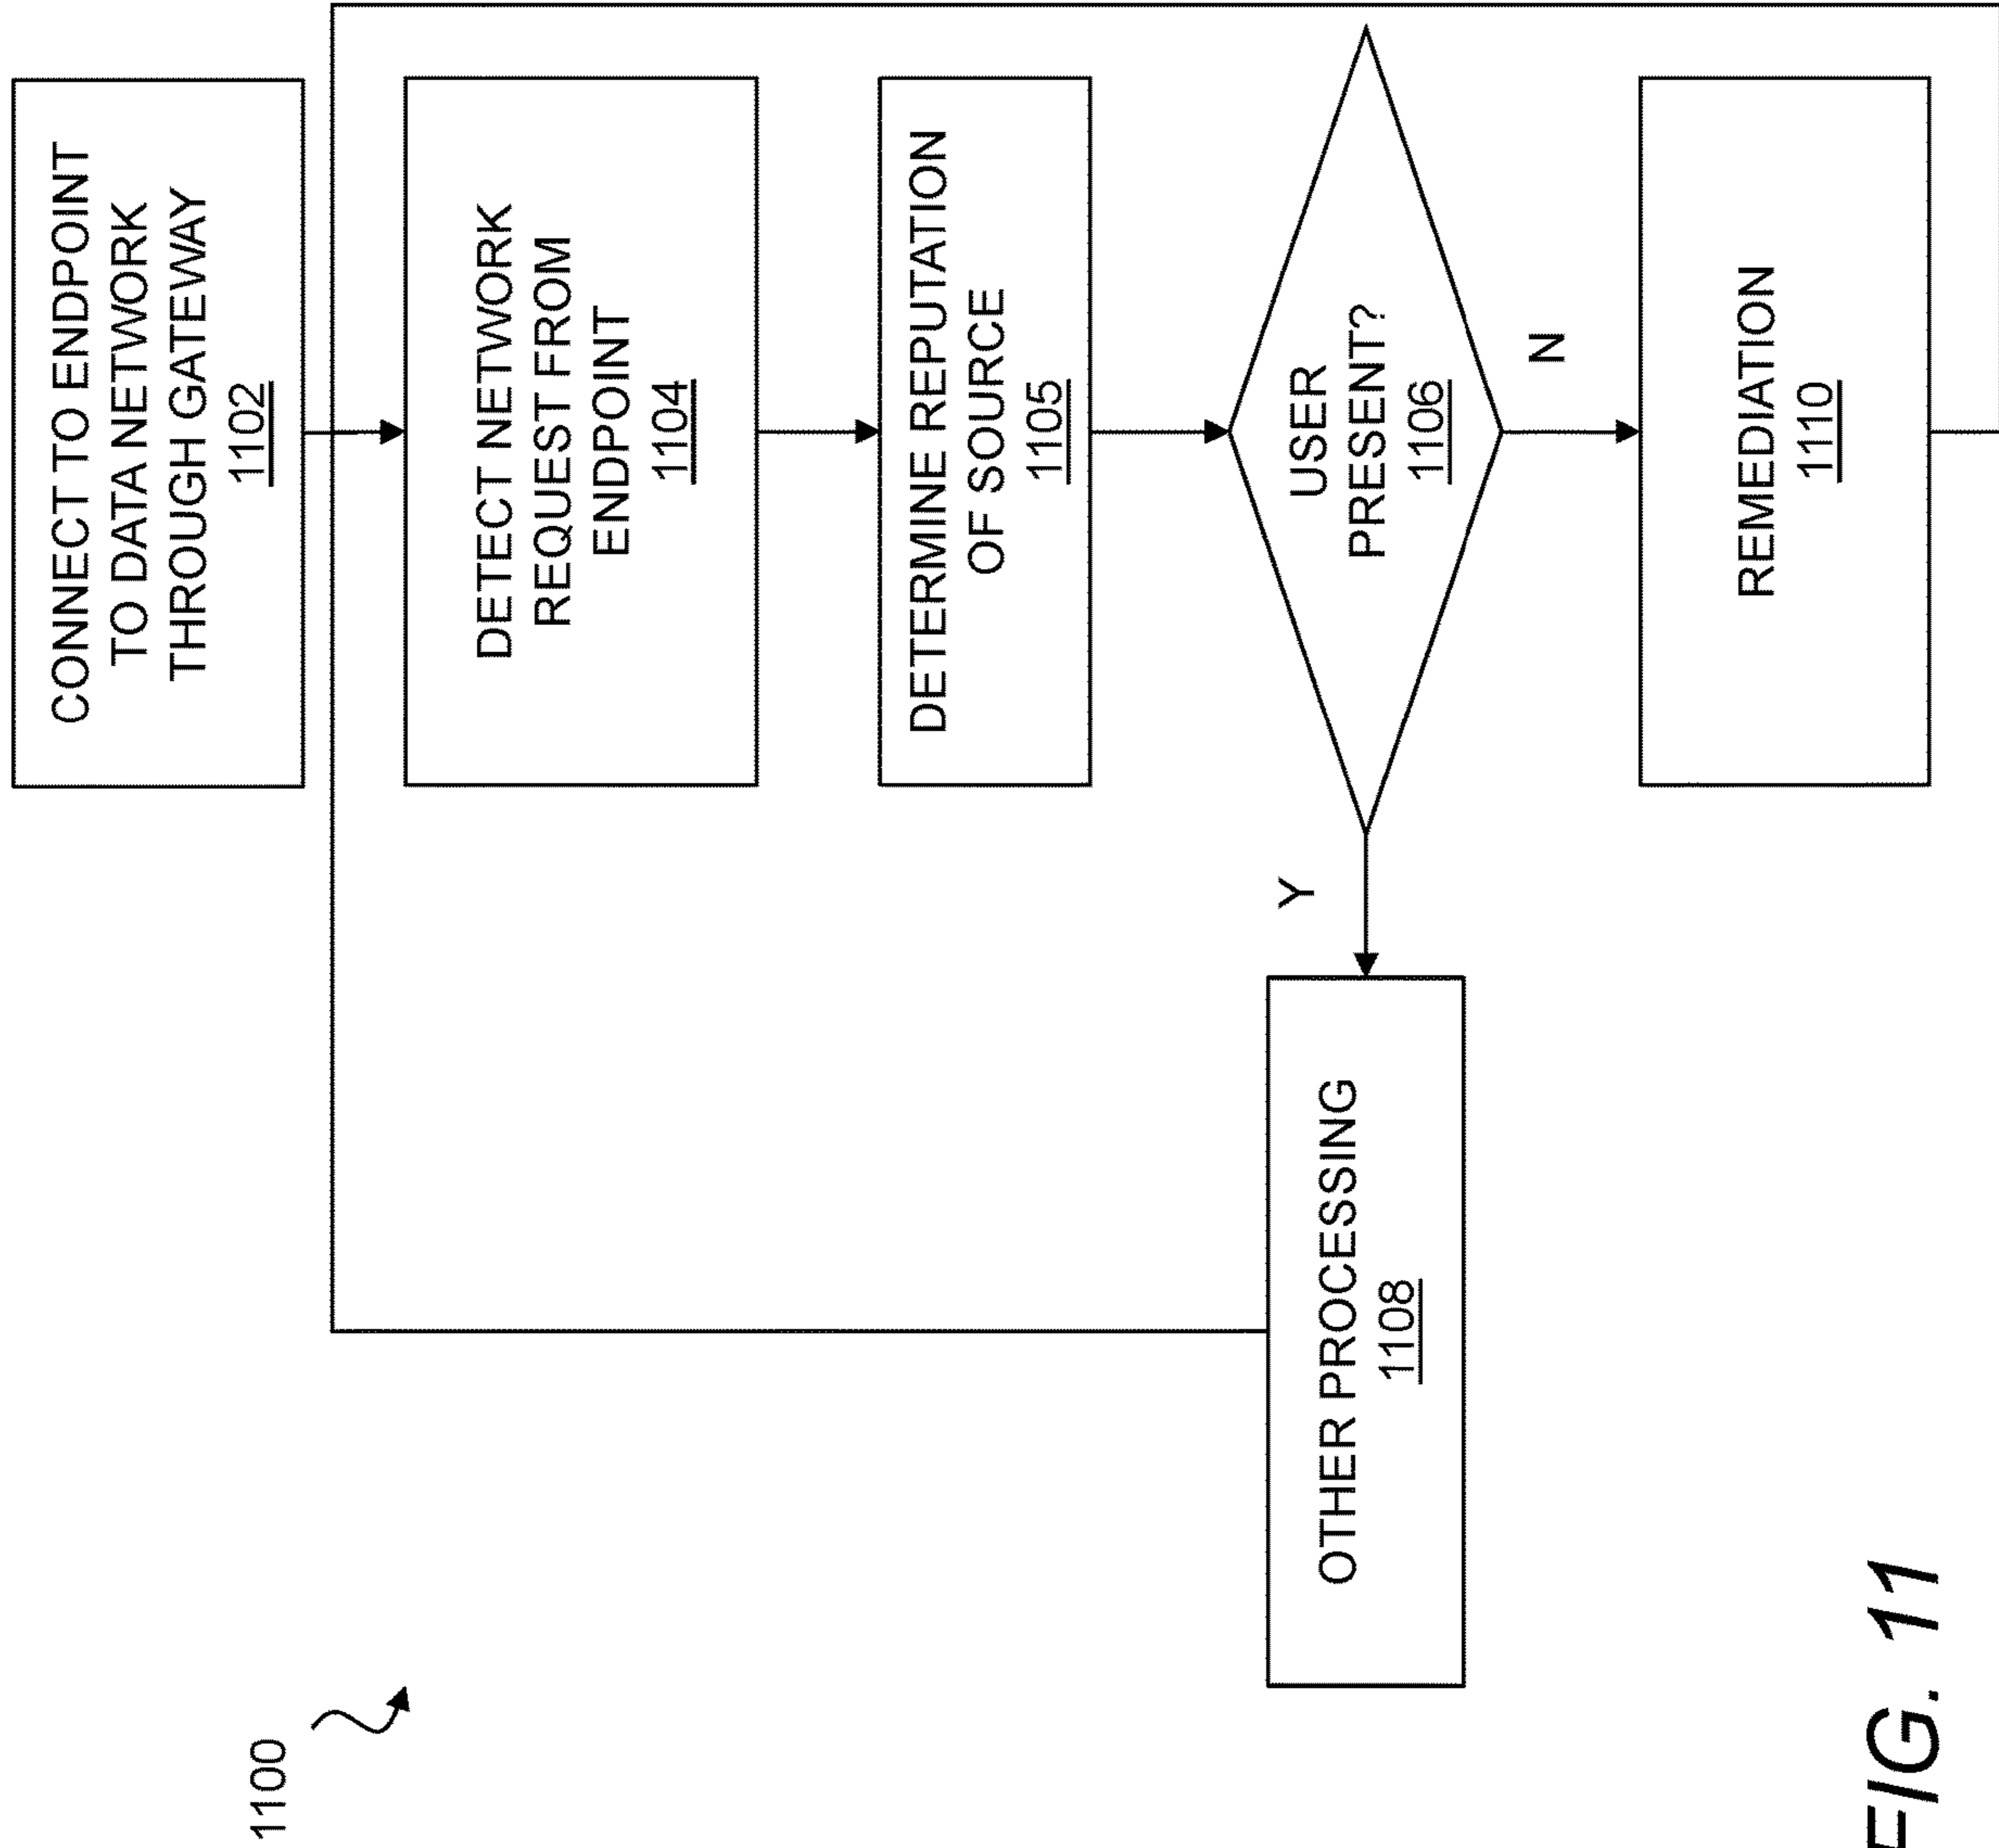 1100
CONNECT TO ENDPOINT
TO DATA NETWORK
THROUGH GATEWAY
1102
DETECT NETWORK
REQUEST FROM
ENDPOINT
1104
DETERMINE REPUTATION
OF SOURCE
1105
USER
PRESENT?
1106
Y
N
OTHER PROCESSING
1108
REMEDIATION
1110
FIG. 11